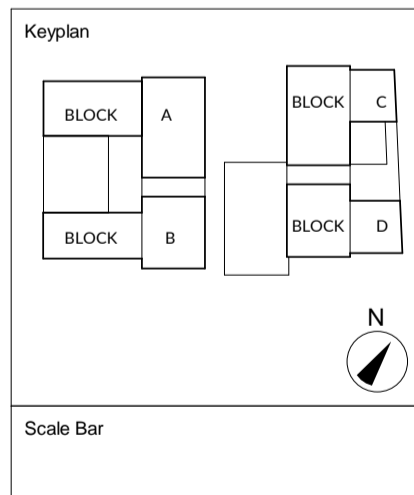 Keyplan
BLOCK A
BLOCK C
BLOCK B
BLOCK D
N
Scale Bar